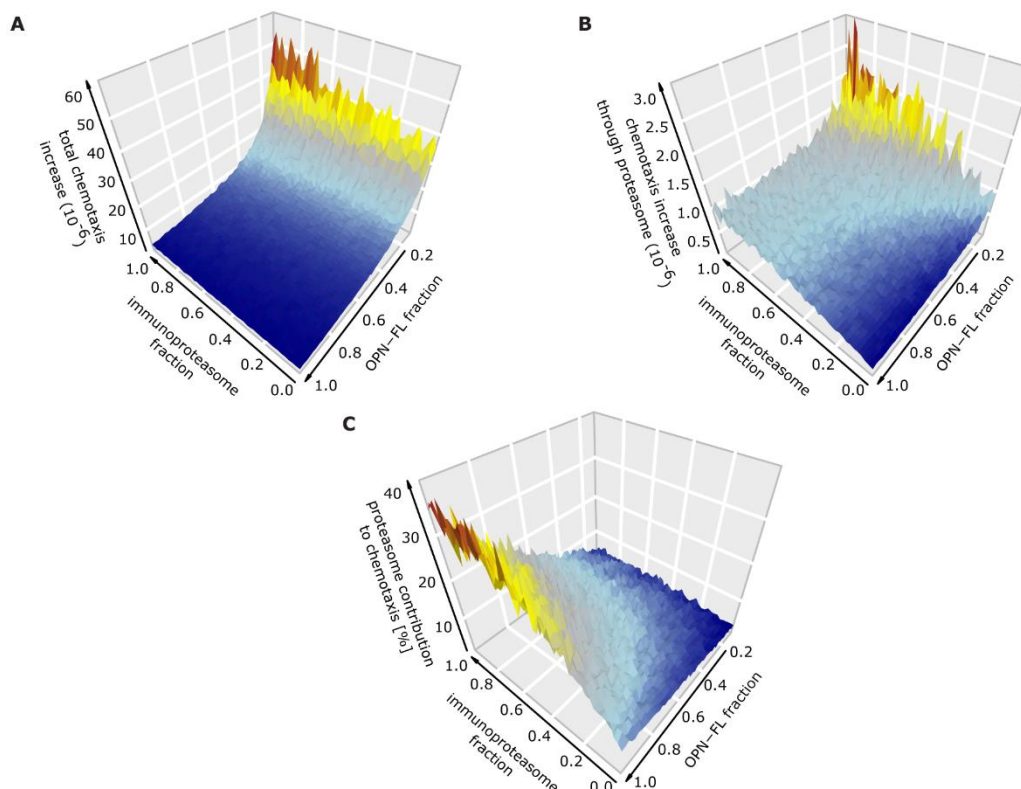 A
60
50
40
30
20
10
total chemotaxis
increase (10-6)
1.0
0.8
0.6
0.4
0.2
0.0
immunoproteasome
fraction
0.2
0.4
0.6
0.8
1.0
OPN−FL fraction
B
3.0
2.5
2.0
1.5
1.0
0.5
chemotaxis increase
through proteasome (10-6)
1.0
0.8
0.6
0.4
0.2
0.0
immunoproteasome
fraction
0.2
0.4
0.6
0.8
1.0
OPN−FL fraction
C
40
30
20
10
proteasome contribution
to chemotaxis [%]
1.0
0.8
0.6
0.4
0.2
0.0
immunoproteasome
fraction
0.2
0.4
0.6
0.8
1.0
OPN−FL fraction